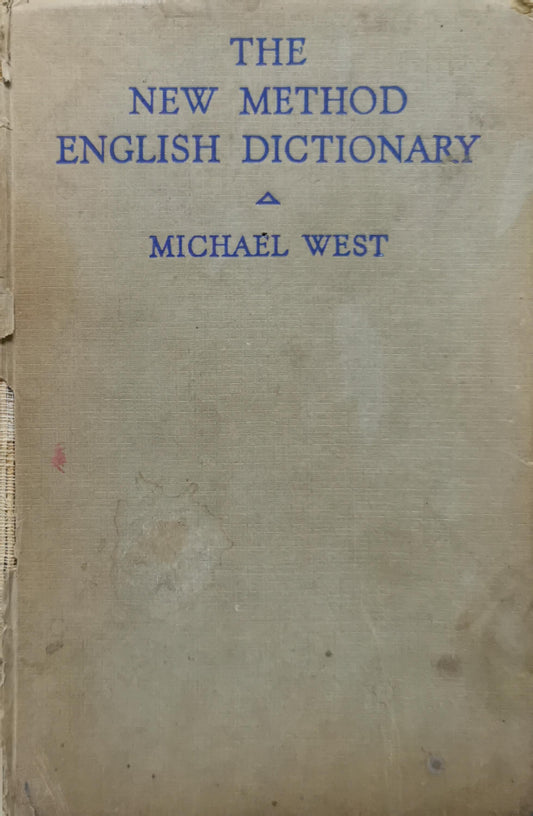 THE
NEW METHOD
ENGLISH DICTIONARY
MICHAEL WEST